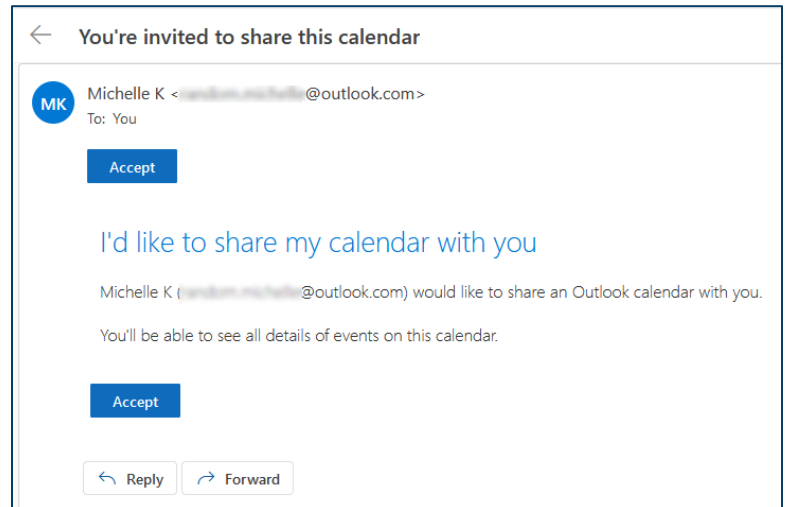 You're invited to share this calendar
MK
Michelle K < @outlook.com>
To: You
Accept
I'd like to share my calendar with you
Michelle K ( @outlook.com) would like to share an Outlook calendar with you.
You'll be able to see all details of events on this calendar.
Accept
Reply
Forward